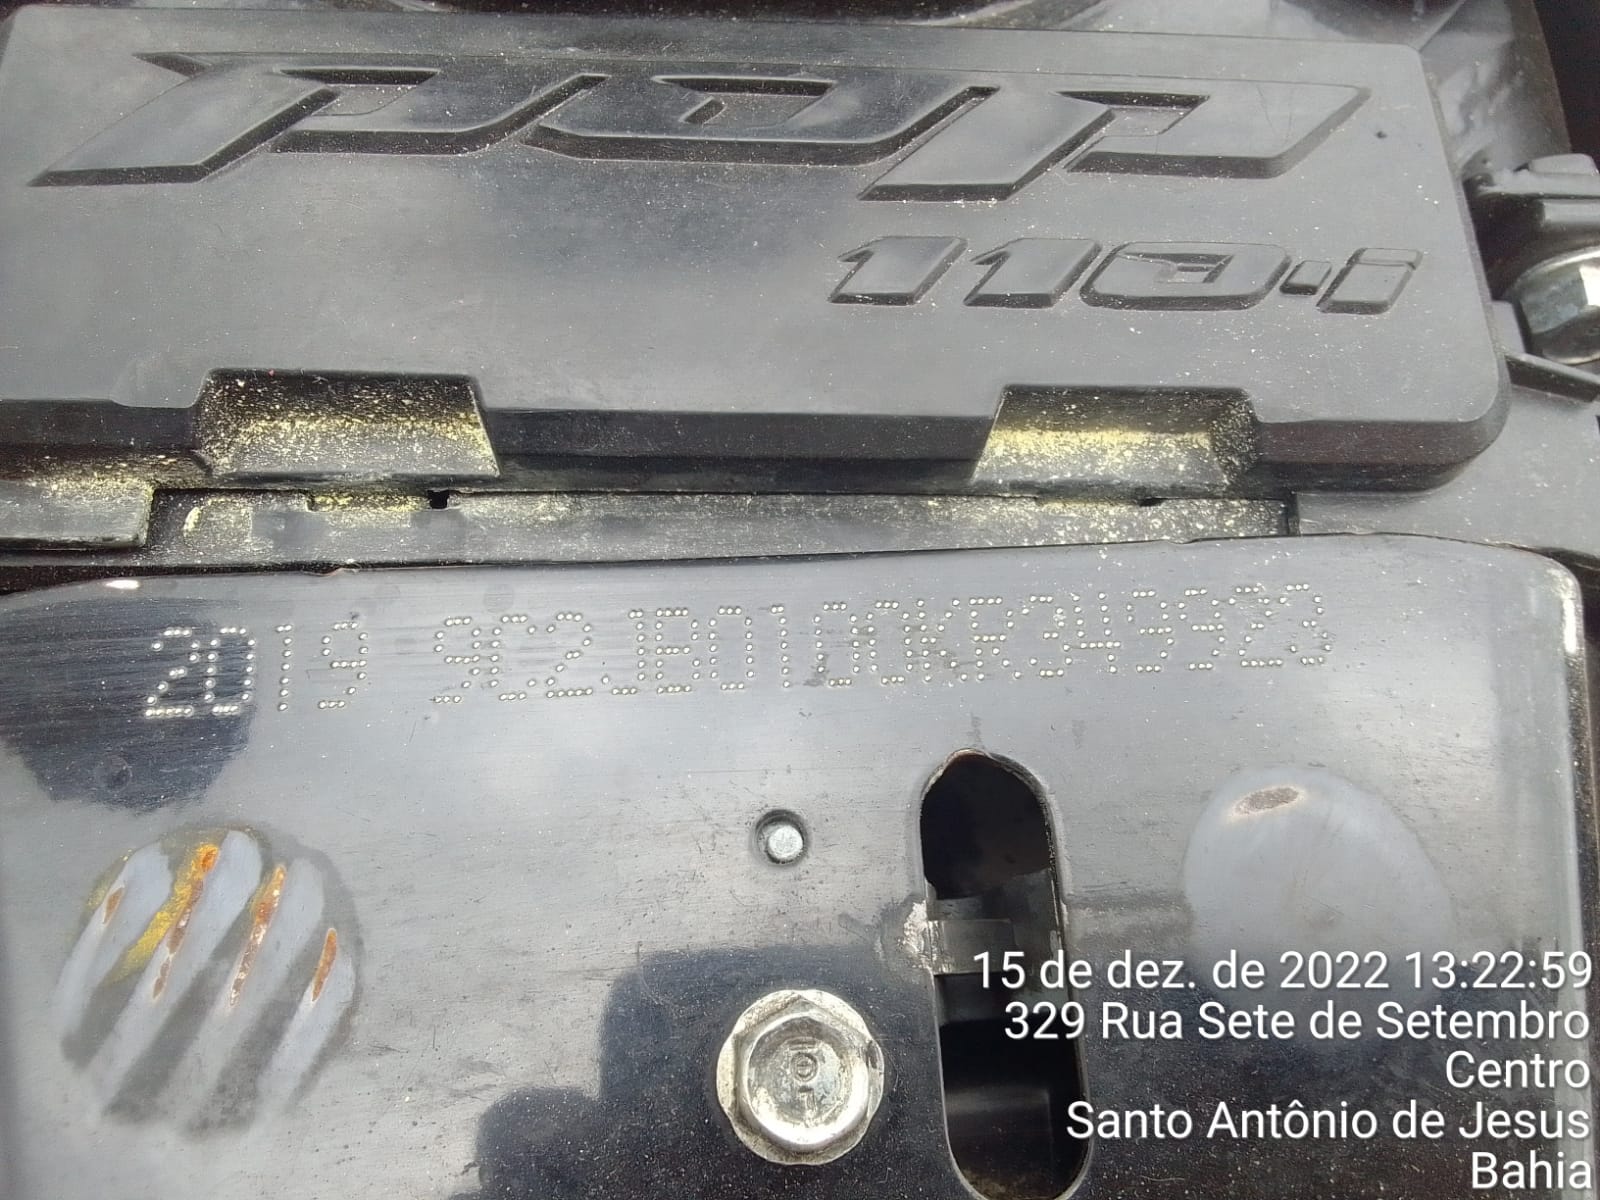 pop
110i
2019 9C2JB0100KR349923
15 de dez. de 2022 13:22:59
329 Rua Sete de Setembro
Centro
Santo Antônio de Jesus
Bahia